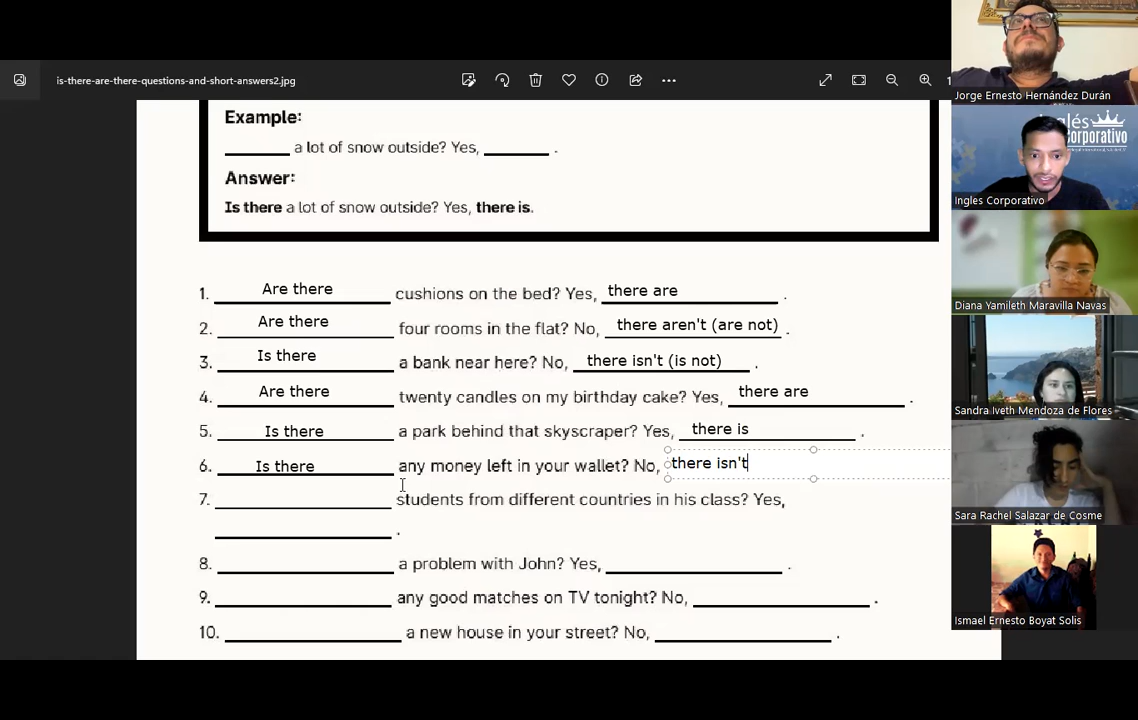 is-there-are-there-questions-and-short-answers2.jpg
Example:
a lot of snow outside? Yes, .
Answer:
Is there a lot of snow outside? Yes, there is.
1. Are there cushions on the bed? Yes, there are .
2. Are there four rooms in the flat? No, there aren't (are not) .
3. Is there a bank near here? No, there isn't (is not) .
4. Are there twenty candles on my birthday cake? Yes, there are .
5. Is there a park behind that skyscraper? Yes, there is .
6. Is there any money left in your wallet? No, there isn't
7. students from different countries in his class? Yes,
.
8. a problem with John? Yes, .
9. any good matches on TV tonight? No, .
10. a new house in your street? No, .
Jorge Ernesto Hernández Durán
Inglés
Corporativo
Ingles Corporativo
Diana Yamileth Maravilla Navas
Sandra Iveth Mendoza de Flores
Sara Rachel Salazar de Cosme
Ismael Ernesto Boyat Solis